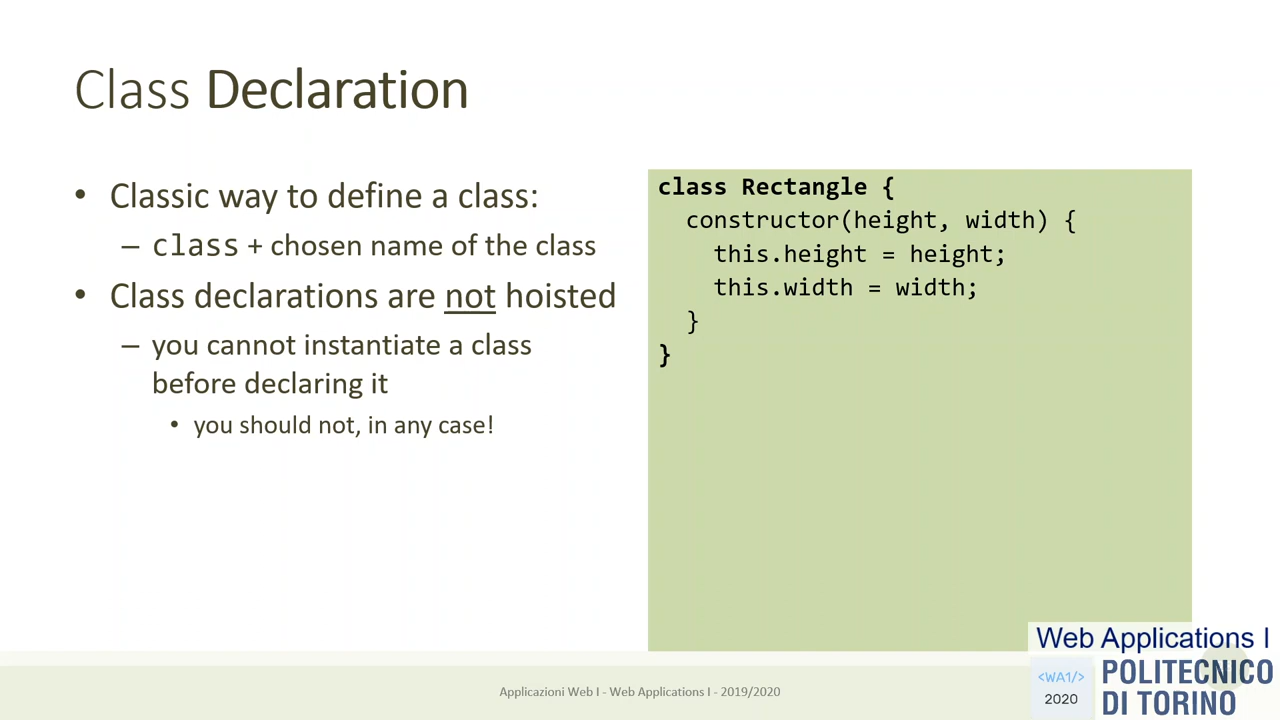 Class Declaration
• Classic way to define a class:
– class + chosen name of the class
• Class declarations are not hoisted
– you cannot instantiate a class
before declaring it
• you should not, in any case!
class Rectangle {
  constructor(height, width) {
    this.height = height;
    this.width = width;
  }
}
Applicazioni Web I - Web Applications I - 2019/2020
Web Applications I
<WA1/>
2020
POLITECNICO
DI TORINO